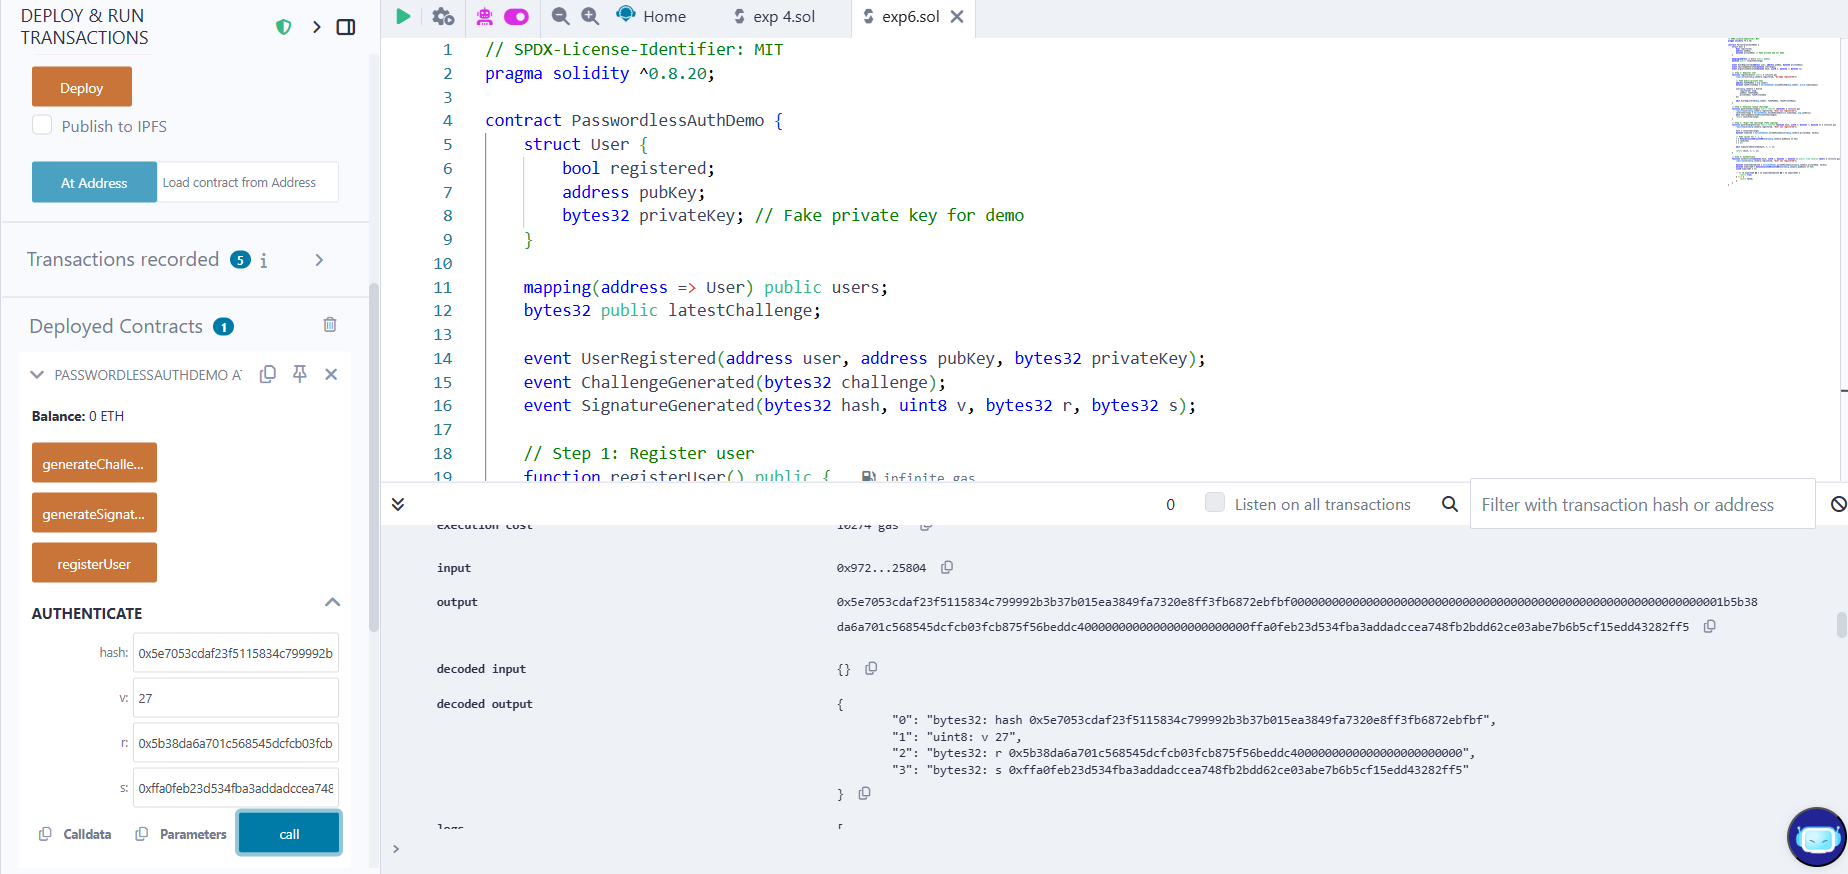 DEPLOY & RUN
TRANSACTIONS
Deploy
Publish to IPFS
At Address
Load contract from Address
Transactions recorded 5 i
Deployed Contracts 1
PASSWORDLESSAUTHDEMO A
Balance: 0 ETH
generateChalle...
generateSignat...
registerUser
AUTHENTICATE
hash: 0x5e7053cdaf23f5115834c799992b
v: 27
r: 0x5b38da6a701c568545dcfcb03fcb
s: 0xffa0feb23d534fba3addadccea748
Calldata
Parameters
call
Home
exp 4.sol
exp6.sol
1 // SPDX-License-Identifier: MIT
2 pragma solidity ^0.8.20;
3
4 contract PasswordlessAuthDemo {
5 struct User {
6 bool registered;
7 address pubKey;
8 bytes32 privateKey; // Fake private key for demo
9 }
10
11 mapping(address => User) public users;
12 bytes32 public latestChallenge;
13
14 event UserRegistered(address user, address pubKey, bytes32 privateKey);
15 event ChallengeGenerated(bytes32 challenge);
16 event SignatureGenerated(bytes32 hash, uint8 v, bytes32 r, bytes32 s);
17
18 // Step 1: Register user
19 function registerUser() public { infinite gas
0
Listen on all transactions
Filter with transaction hash or address
execution cost 10274 gas
input 0x972...25804
output 0x5e7053cdaf23f5115834c799992b3b37b015ea3849fa7320e8ff3fb6872ebfbf000000000000000000000000000000000000000000000000000000000000001b5b38
da6a701c568545dcfcb03fcb875f56beddc4000000000000000000000000ffa0feb23d534fba3addadccea748fb2bdd62ce03abe7b6b5cf15edd43282ff5
decoded input {}
decoded output {
"0": "bytes32: hash 0x5e7053cdaf23f5115834c799992b3b37b015ea3849fa7320e8ff3fb6872ebfbf",
"1": "uint8: v 27",
"2": "bytes32: r 0x5b38da6a701c568545dcfcb03fcb875f56beddc4000000000000000000000000",
"3": "bytes32: s 0xffa0feb23d534fba3addadccea748fb2bdd62ce03abe7b6b5cf15edd43282ff5"
}
logs [
>